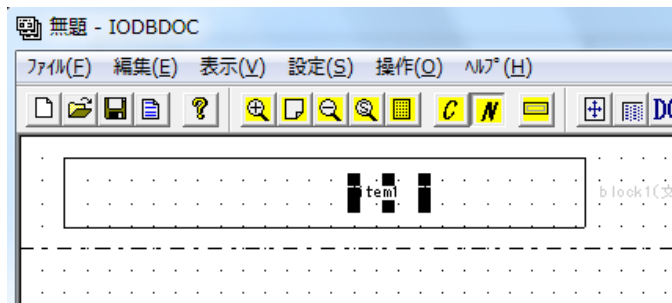 無題 - IODBDOC
ファイル(F) 編集(E) 表示(V) 設定(S) 操作(O) ヘルプ(H)
? C N
item1 block1(文